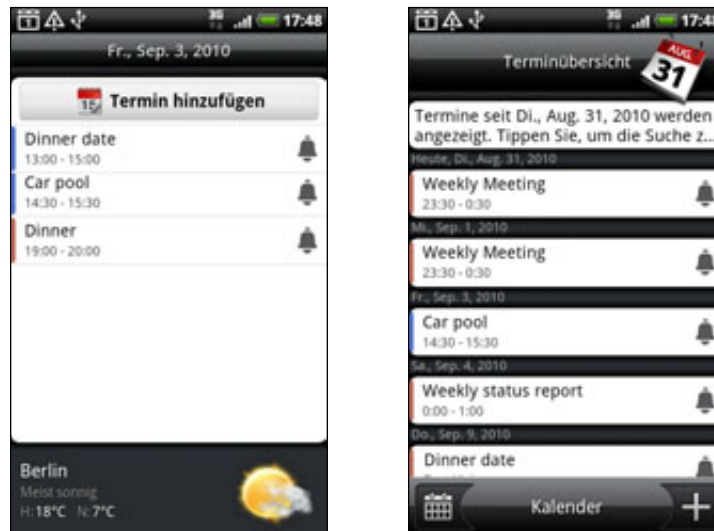 3G 17:48
Fr., Sep. 3, 2010
15 Termin hinzufügen
Dinner date
13:00 - 15:00
Car pool
14:30 - 15:30
Dinner
19:00 - 20:00
Berlin
Meist sonnig
H:18°C N:7°C
3G 17:48
Terminübersicht
AUG.
31
Termine seit Di., Aug. 31, 2010 werden
angezeigt. Tippen Sie, um die Suche z...
Heute, Di., Aug. 31, 2010
Weekly Meeting
23:30 - 0:30
Mi., Sep. 1, 2010
Weekly Meeting
23:30 - 0:30
Fr., Sep. 3, 2010
Car pool
14:30 - 15:30
Sa., Sep. 4, 2010
Weekly status report
0:00 - 1:00
Do., Sep. 9, 2010
Dinner date
Kalender